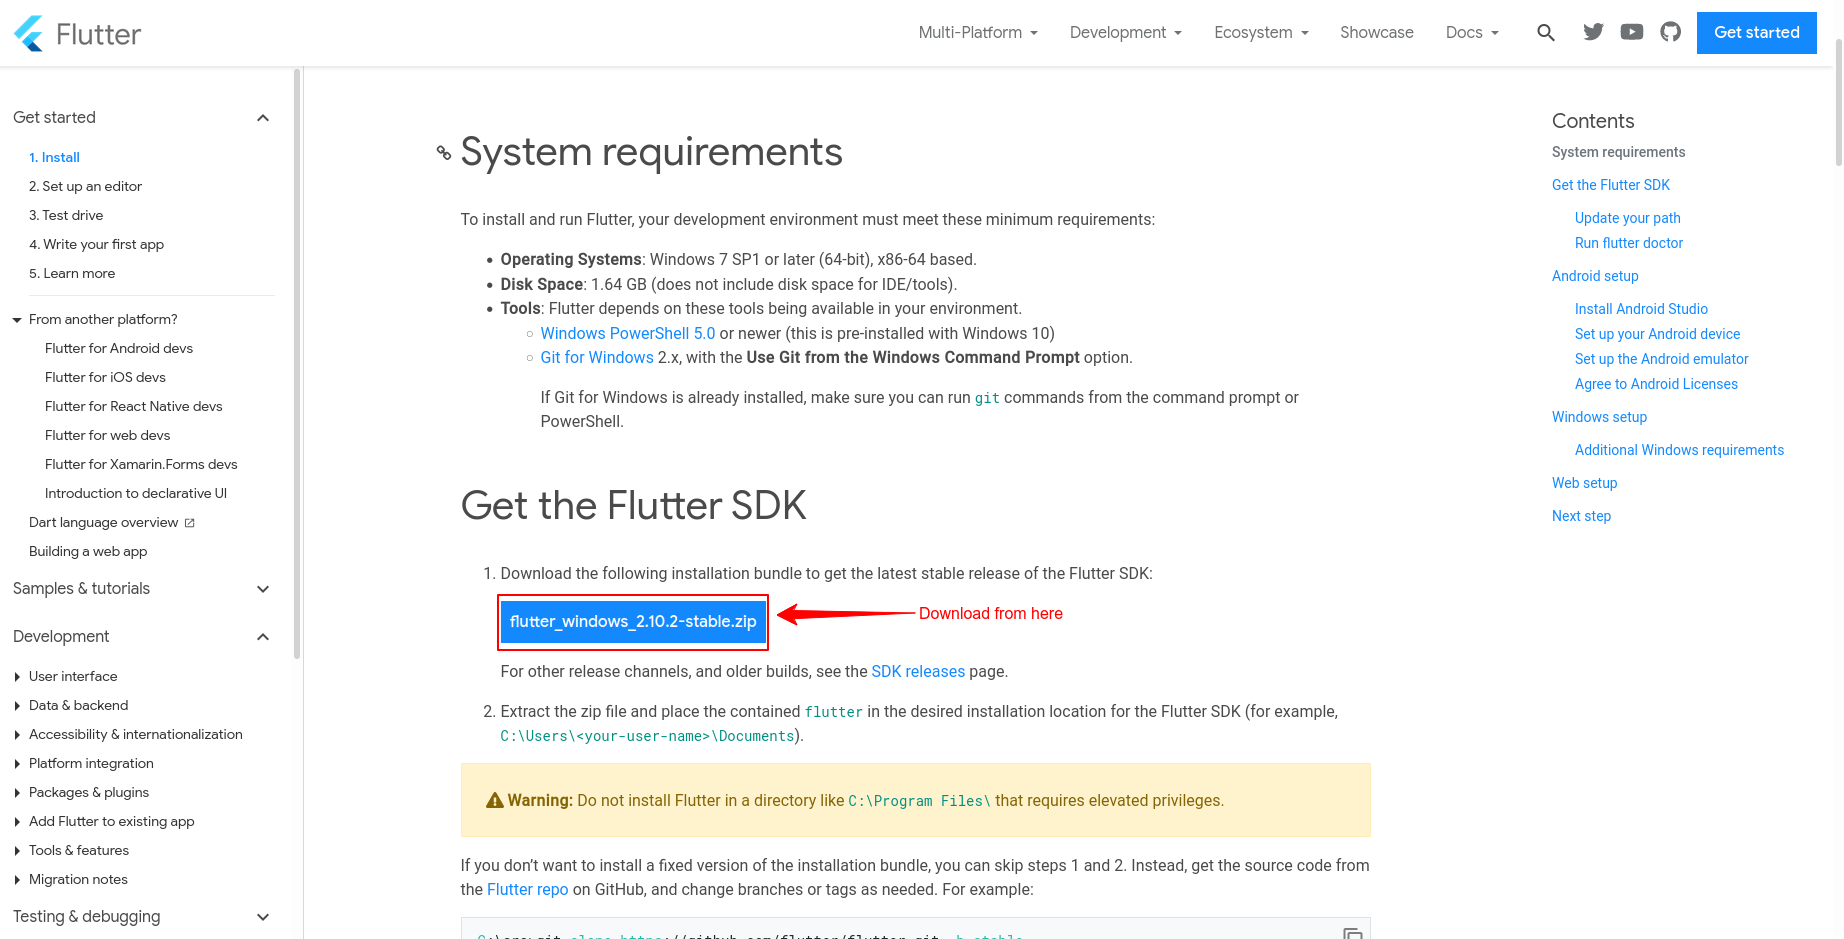 Flutter
Multi-Platform
Development
Ecosystem
Showcase
Docs
Get started
Get started
1. Install
2. Set up an editor
3. Test drive
4. Write your first app
5. Learn more
From another platform?
Flutter for Android devs
Flutter for iOS devs
Flutter for React Native devs
Flutter for web devs
Flutter for Xamarin.Forms devs
Introduction to declarative UI
Dart language overview
Building a web app
Samples & tutorials
Development
User interface
Data & backend
Accessibility & internationalization
Platform integration
Packages & plugins
Add Flutter to existing app
Tools & features
Migration notes
Testing & debugging
System requirements
To install and run Flutter, your development environment must meet these minimum requirements:
• Operating Systems: Windows 7 SP1 or later (64-bit), x86-64 based.
• Disk Space: 1.64 GB (does not include disk space for IDE/tools).
• Tools: Flutter depends on these tools being available in your environment.
○ Windows PowerShell 5.0 or newer (this is pre-installed with Windows 10)
○ Git for Windows 2.x, with the Use Git from the Windows Command Prompt option.
If Git for Windows is already installed, make sure you can run git commands from the command prompt or
PowerShell.
Get the Flutter SDK
1. Download the following installation bundle to get the latest stable release of the Flutter SDK:
flutter_windows_2.10.2-stable.zip
Download from here
For other release channels, and older builds, see the SDK releases page.
2. Extract the zip file and place the contained flutter in the desired installation location for the Flutter SDK (for example,
C:\Users\<your-user-name>\Documents).
Warning: Do not install Flutter in a directory like C:\Program Files\ that requires elevated privileges.
If you don’t want to install a fixed version of the installation bundle, you can skip steps 1 and 2. Instead, get the source code from
the Flutter repo on GitHub, and change branches or tags as needed. For example:
C:\src>git clone https://github.com/flutter/flutter.git -b stable
Contents
System requirements
Get the Flutter SDK
Update your path
Run flutter doctor
Android setup
Install Android Studio
Set up your Android device
Set up the Android emulator
Agree to Android Licenses
Windows setup
Additional Windows requirements
Web setup
Next step